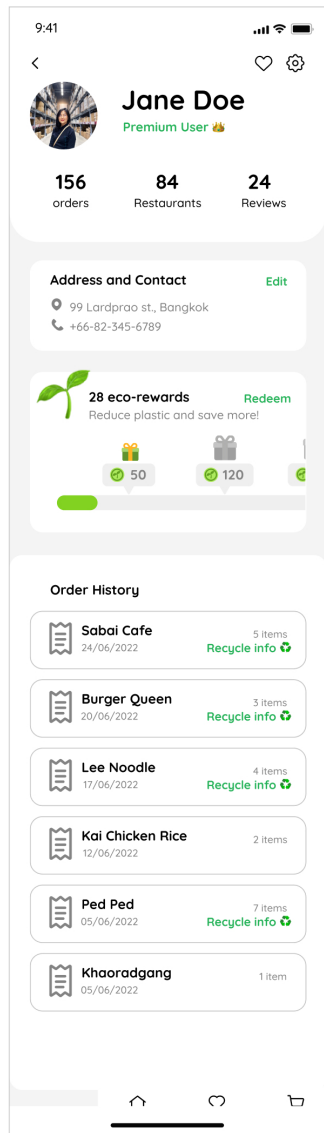 9:41
Jane Doe
Premium User
156 84 24
orders Restaurants Reviews
Address and Contact Edit
99 Lardprao st., Bangkok
+66-82-345-6789
28 eco-rewards Redeem
Reduce plastic and save more!
50 120
Order History
Sabai Cafe 5 items
24/06/2022 Recycle info
Burger Queen 3 items
20/06/2022 Recycle info
Lee Noodle 4 items
17/06/2022 Recycle info
Kai Chicken Rice 2 items
12/06/2022
Ped Ped 7 items
05/06/2022 Recycle info
Khaoradgang 1 item
05/06/2022